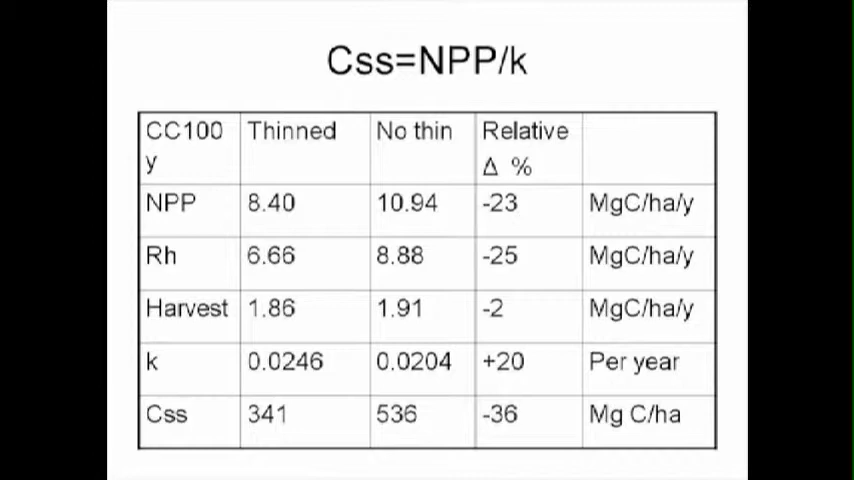 Css=NPP/k
CC100 Thinned No thin Relative
y Δ %
NPP 8.40 10.94 -23 MgC/ha/y
Rh 6.66 8.88 -25 MgC/ha/y
Harvest 1.86 1.91 -2 MgC/ha/y
k 0.0246 0.0204 +20 Per year
Css 341 536 -36 Mg C/ha